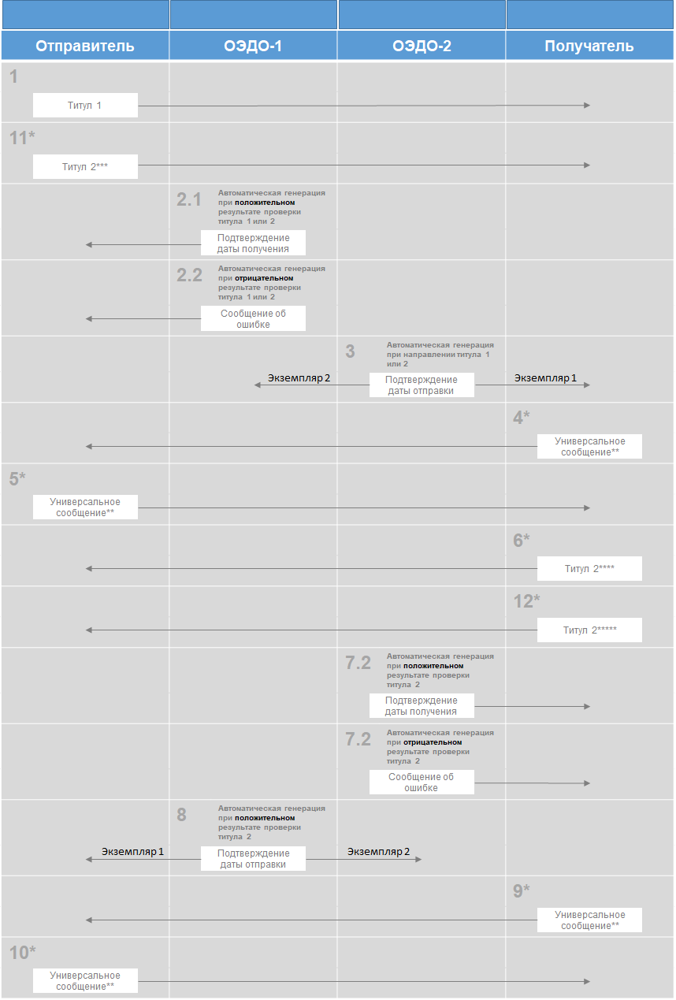 Отправитель
ОЭДО-1
ОЭДО-2
Получатель
1
Титул 1
11*
Титул 2***
2.1
Автоматическая генерация
при положительном
результате проверки
титула 1 или 2
Подтверждение
даты получения
2.2
Автоматическая генерация
при отрицательном
результате проверки
титула 1 или 2
Сообщение об
ошибке
3
Автоматическая генерация
при направлении титула 1
или 2
Экземпляр 2
Подтверждение
даты отправки
Экземпляр 1
4*
Универсальное
сообщение**
5*
Универсальное
сообщение**
6*
Титул 2****
12*
Титул 2*****
7.2
Автоматическая генерация
при положительном
результате проверки
титула 2
Подтверждение
даты получения
7.2
Автоматическая генерация
при отрицательном
результате проверки
титула 2
Сообщение об
ошибке
8
Автоматическая генерация
при положительном
результате проверки
титула 2
Экземпляр 1
Подтверждение
даты отправки
Экземпляр 2
9*
Универсальное
сообщение**
10*
Универсальное
сообщение**